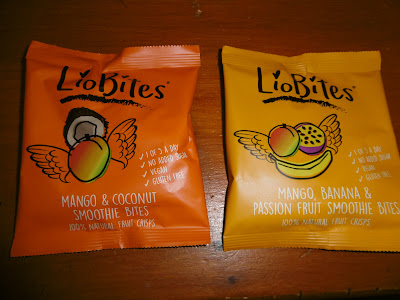 LioBites
✓ 1 OF 5 A DAY
✓ NO ADDED SUGAR
✓ VEGAN
✓ GLUTEN FREE
MANGO & COCONUT
SMOOTHIE BITES
100% NATURAL FRUIT CRISPS
LioBites
✓ 1 OF 5 A DAY
✓ NO ADDED SUGAR
✓ VEGAN
✓ GLUTEN FREE
MANGO, BANANA &
PASSION FRUIT SMOOTHIE BITES
100% NATURAL FRUIT CRISPS